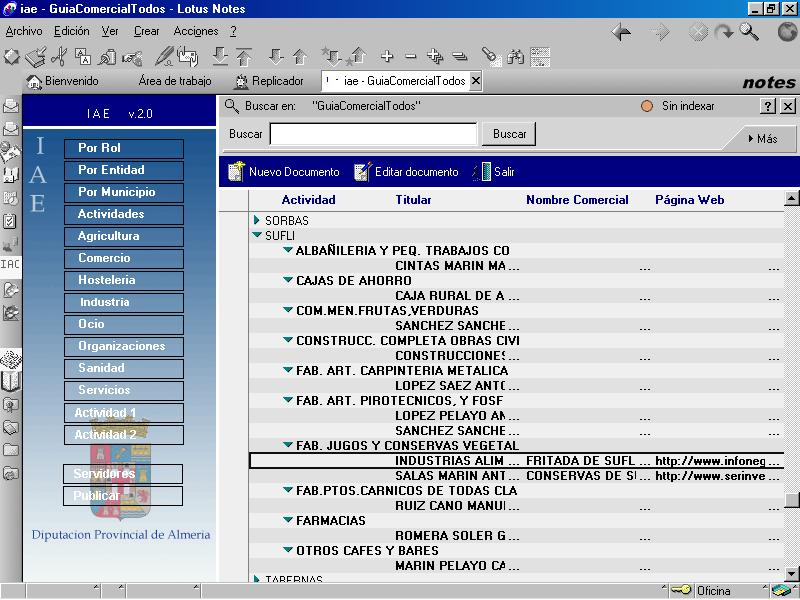 iae - GuiaComercialTodos - Lotus Notes
Archivo Edición Ver Crear Acciones ?
Bienvenido Área de trabajo Replicador iae - GuiaComercialTodos notes
I A E v.2.0
Buscar en: "GuiaComercialTodos" Sin indexar
Buscar Buscar Más
Nuevo Documento Editar documento Salir
I
A
E
Por Rol
Por Entidad
Por Municipio
Actividades
Agricultura
Comercio
Hosteleria
Industria
Ocio
Organizaciones
Sanidad
Servicios
Actividad 1
Actividad 2
Servidores
Publicar
Diputacion Provincial de Almeria
IAC
Actividad Titular Nombre Comercial Página Web
SORBAS
SUFLI
ALBAÑILERIA Y PEQ. TRABAJOS CO
CINTAS MARIN MA... ... ...
CAJAS DE AHORRO
CAJA RURAL DE A... ... ...
COM.MEN.FRUTAS,VERDURAS
SANCHEZ SANCHE... ... ...
CONSTRUCC. COMPLETA OBRAS CIVI
CONSTRUCCIONES... ... ...
FAB. ART. CARPINTERIA METALICA
LOPEZ SAEZ ANTO... ... ...
FAB. ART. PIROTECNICOS, Y FOSF
LOPEZ PELAYO AN... ... ...
SANCHEZ SANCHE... ... ...
FAB. JUGOS Y CONSERVAS VEGETAL
INDUSTRIAS ALIM... FRITADA DE SUFL... http://www.infoneg...
SALAS MARIN ANT... CONSERVAS DE SI... http://www.serinve...
FAB.PTOS.CARNICOS DE TODAS CLA
RUIZ CANO MANUI... ... ...
FARMACIAS
ROMERA SOLER G... ... ...
OTROS CAFES Y BARES
MARIN PELAYO CA... ... ...
TABERNAS
Oficina